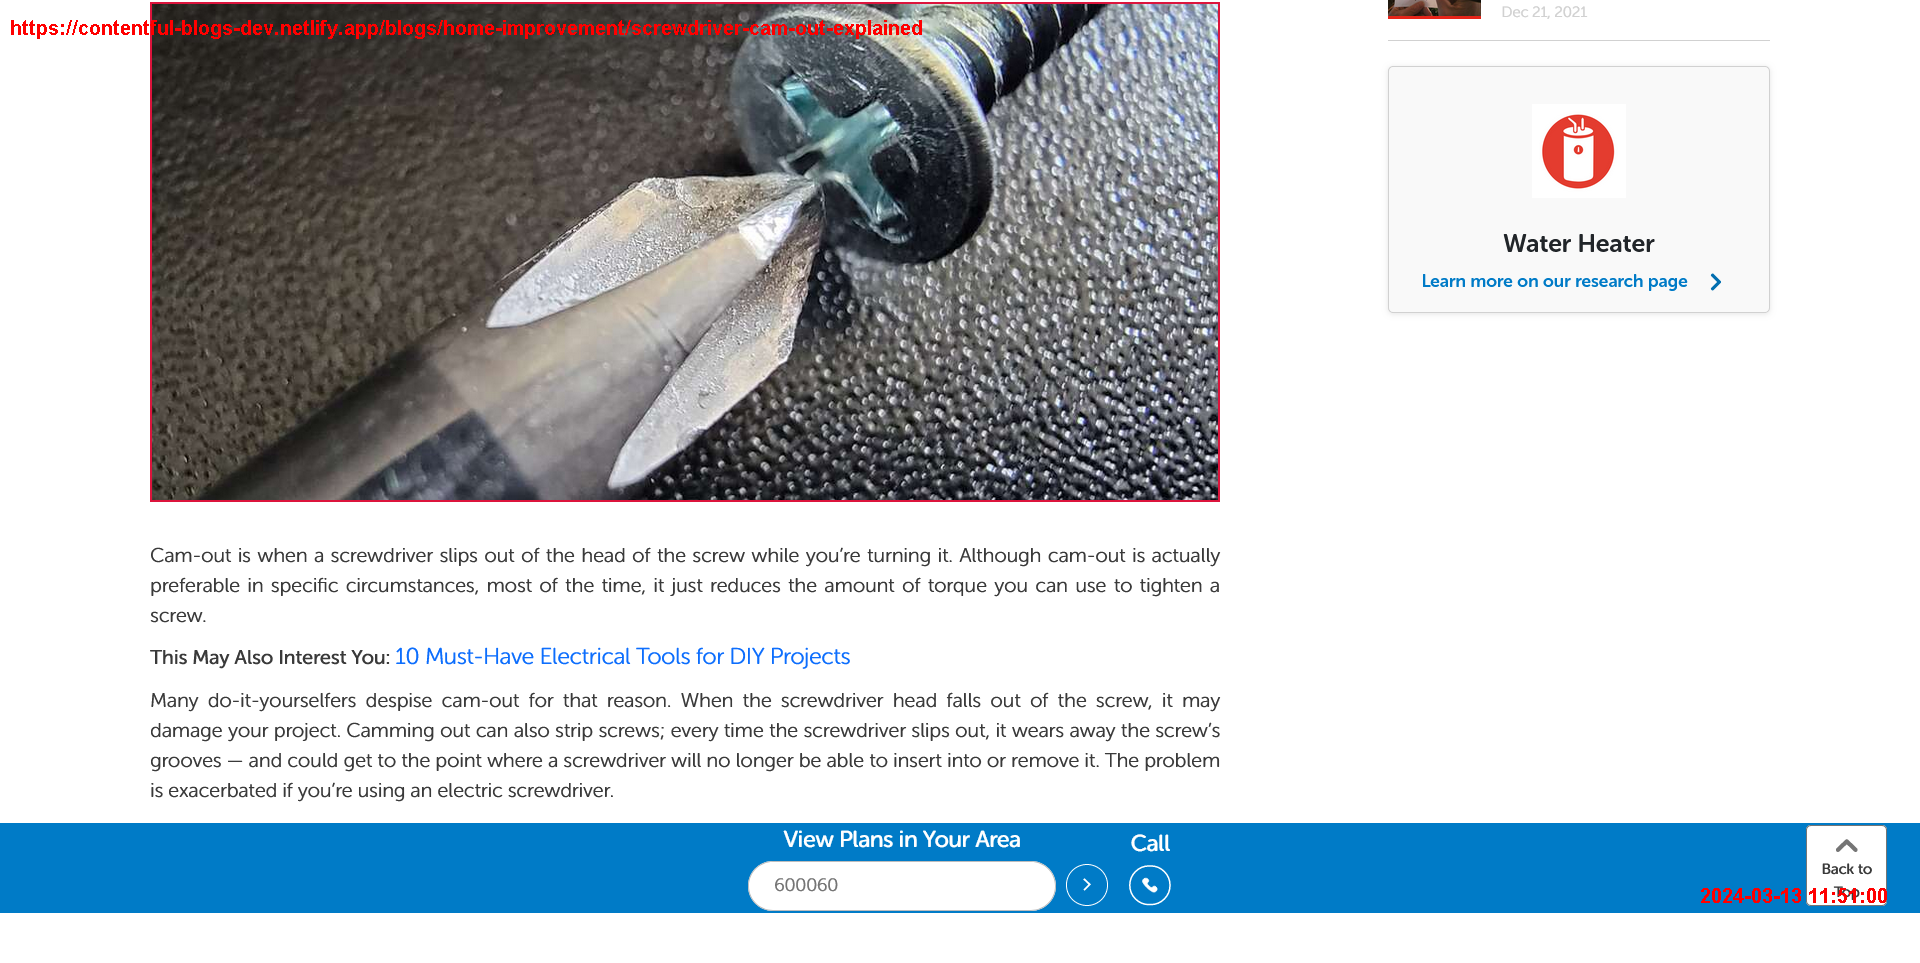 https://contentful-blogs-dev.netlify.app/blogs/home-improvement/screwdriver-cam-out-explained
Dec 21, 2021
Water Heater
Learn more on our research page
Cam-out is when a screwdriver slips out of the head of the screw while you’re turning it. Although cam-out is actually
preferable in specific circumstances, most of the time, it just reduces the amount of torque you can use to tighten a
screw.
This May Also Interest You: 10 Must-Have Electrical Tools for DIY Projects
Many do-it-yourselfers despise cam-out for that reason. When the screwdriver head falls out of the screw, it may
damage your project. Camming out can also strip screws; every time the screwdriver slips out, it wears away the screw’s
grooves — and could get to the point where a screwdriver will no longer be able to insert into or remove it. The problem
is exacerbated if you’re using an electric screwdriver.
View Plans in Your Area
Call
600060
Back to
Top
2024-03-13 11:51:00